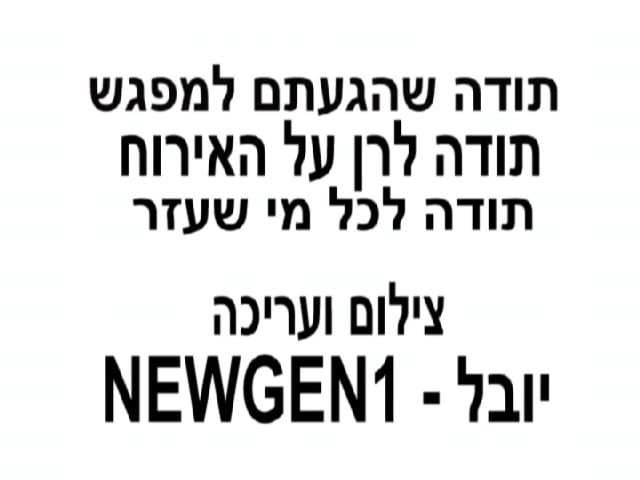 תודה שהגעתם למפגש
תודה לרן על האירוח
תודה לכל מי שעזר
צילום ועריכה
יובל - NEWGEN1